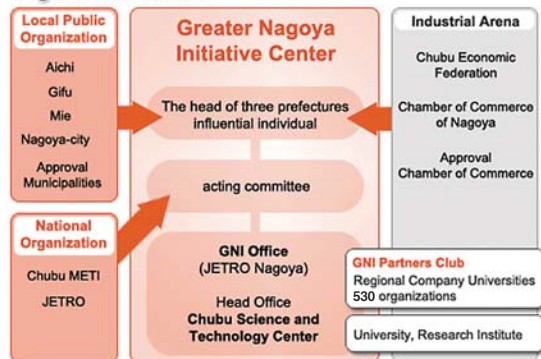 Local Public
Organization
Aichi
Gifu
Mie
Nagoya-city
Approval
Municipalities
National
Organization
Chubu METI
JETRO
Greater Nagoya
Initiative Center
The head of three prefectures
influential individual
acting committee
GNI Office
(JETRO Nagoya)
Head Office
Chubu Science and
Technology Center
Industrial Arena
Chubu Economic
Federation
Chamber of Commerce
of Nagoya
Approval
Chamber of Commerce
GNI Partners Club
Regional Company Universities
530 organizations
University, Research Institute